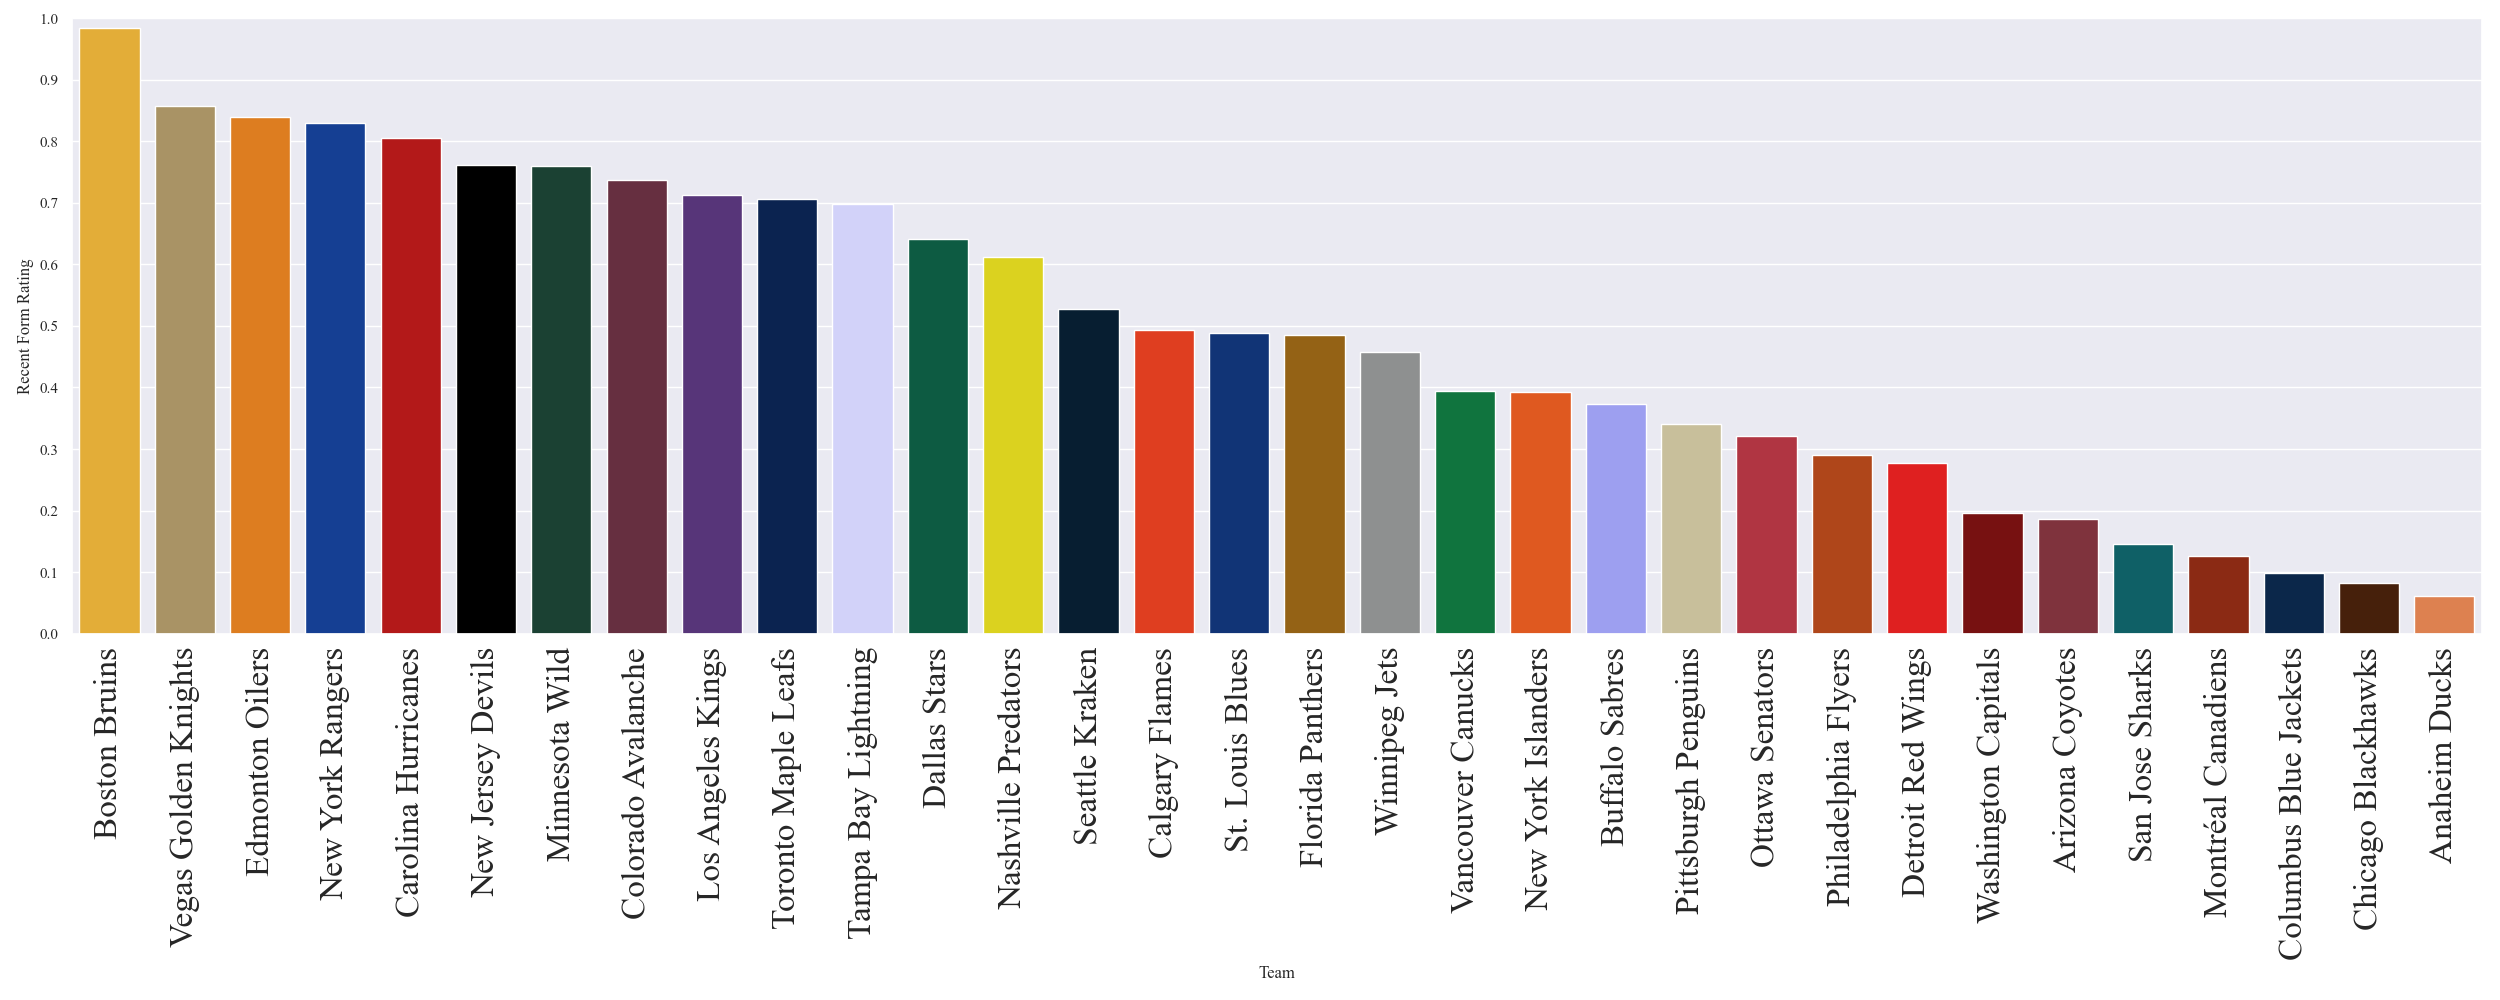 1.0
0.9
0.8
0.7
0.6
0.5
0.4
0.3
0.2
0.1
0.0
Recent Form Rating
Boston Bruins
Vegas Golden Knights
Edmonton Oilers
New York Rangers
Carolina Hurricanes
New Jersey Devils
Minnesota Wild
Colorado Avalanche
Los Angeles Kings
Toronto Maple Leafs
Tampa Bay Lightning
Dallas Stars
Nashville Predators
Seattle Kraken
Calgary Flames
St. Louis Blues
Florida Panthers
Winnipeg Jets
Vancouver Canucks
New York Islanders
Buffalo Sabres
Pittsburgh Penguins
Ottawa Senators
Philadelphia Flyers
Detroit Red Wings
Washington Capitals
Arizona Coyotes
San Jose Sharks
Montréal Canadiens
Columbus Blue Jackets
Chicago Blackhawks
Anaheim Ducks
Team